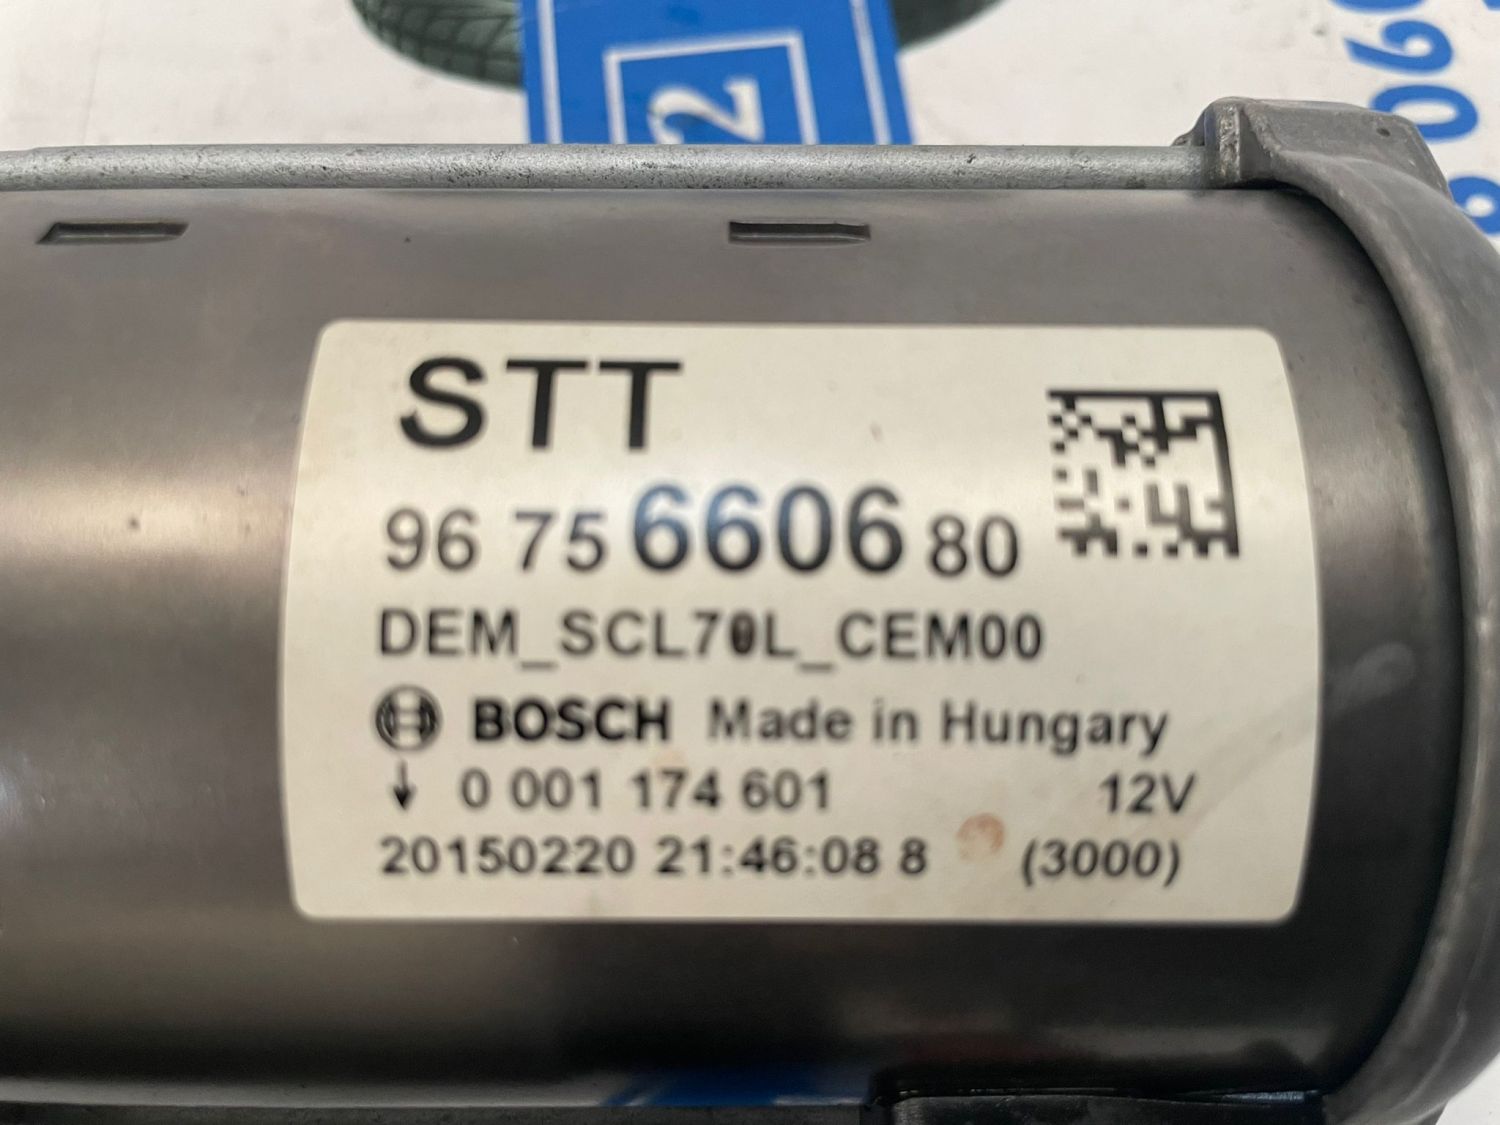 2
STT
96 75 6606 80
DEM_SCL70L_CEM00
BOSCH Made in Hungary
↓ 0 001 174 601 12V
20150220 21:46:08 8 (3000)